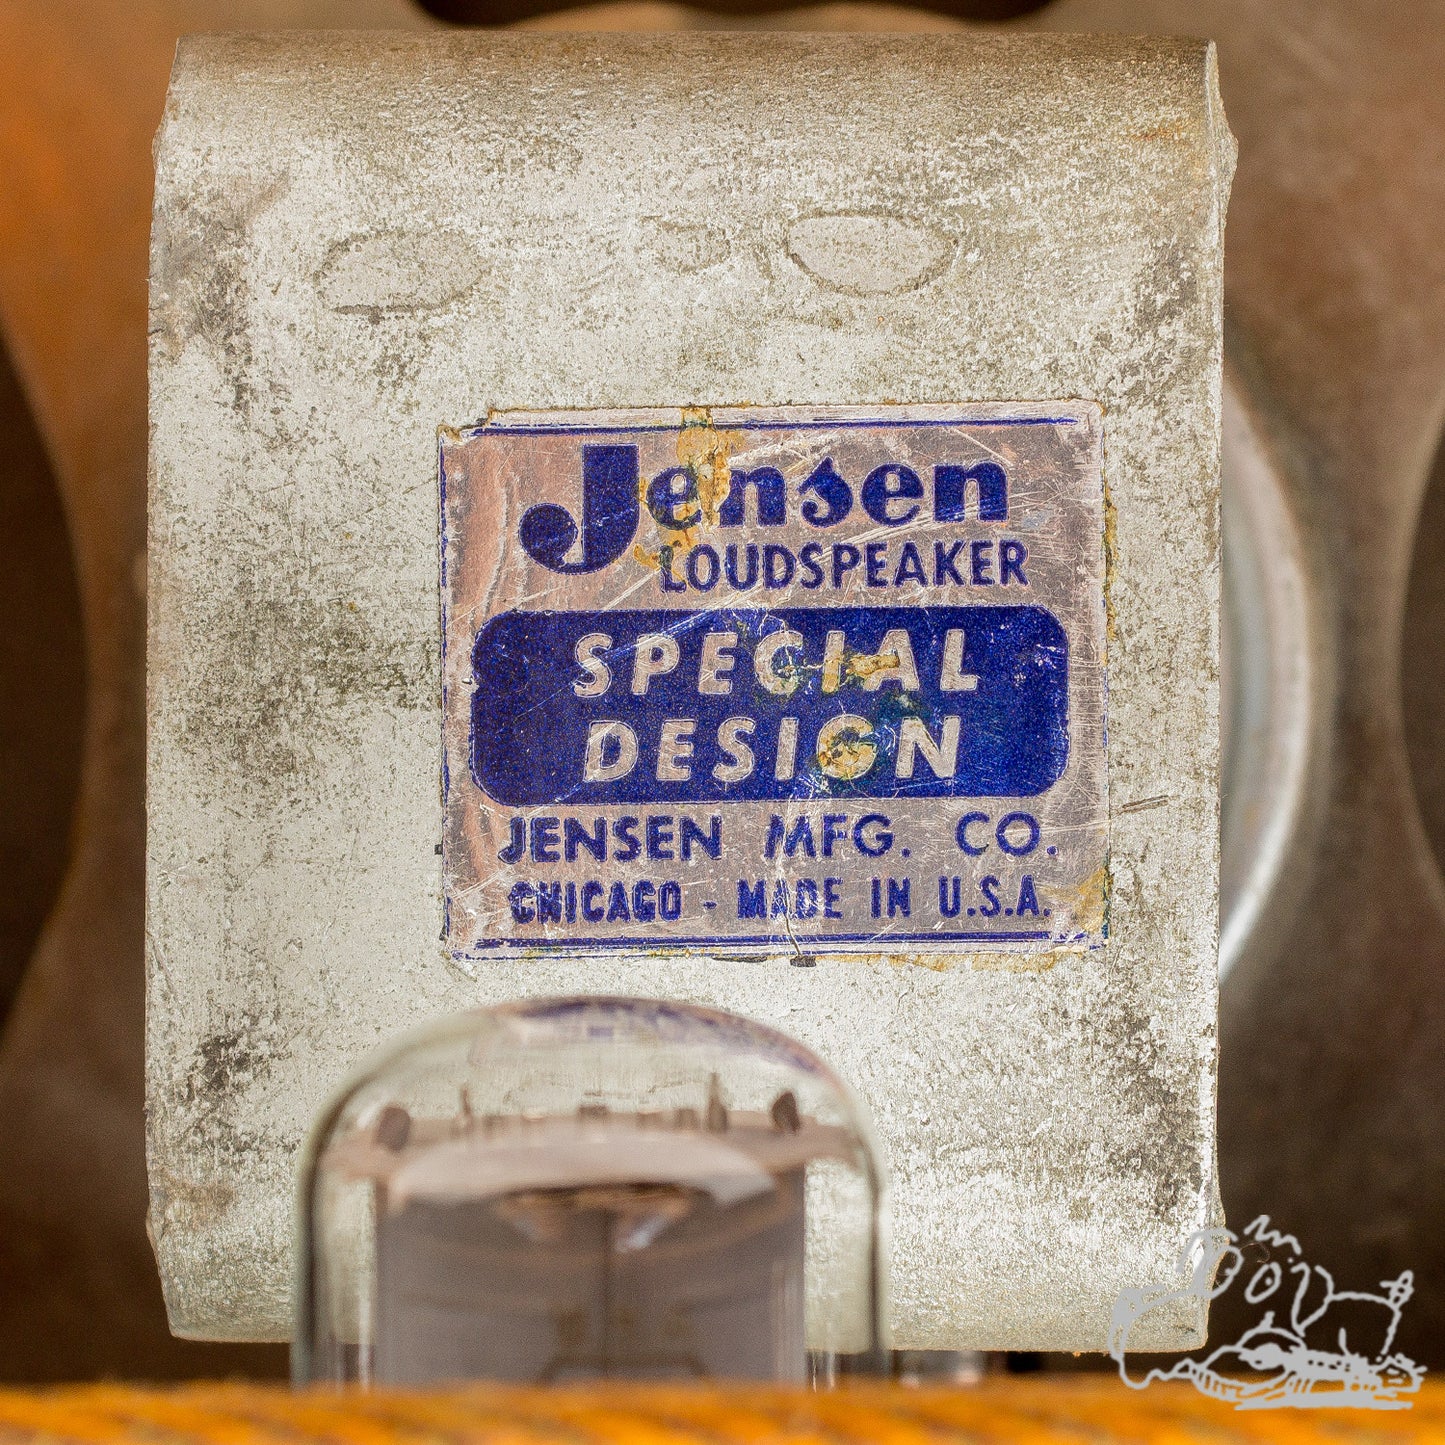 Jensen
LOUDSPEAKER
SPECIAL
DESIGN
JENSEN MFG. CO.
CHICAGO - MADE IN U.S.A.